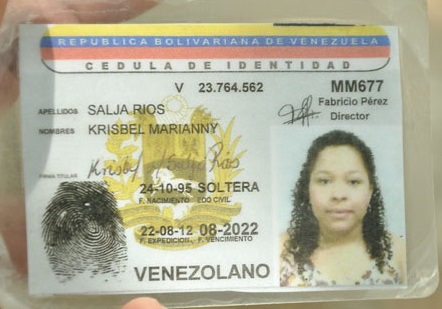 REPUBLICA BOLIVARIANA DE VENEZUELA
CEDULA DE IDENTIDAD
V 23.764.562
MM677
Fabricio Pérez
Director
APELLIDOS SALJA RIOS
NOMBRES KRISBEL MARIANNY
FIRMA TITULAR Krisbel Salja Rios
24-10-95 SOLTERA
F. NACIMIENTO EDO CIVIL
22-08-12 08-2022
F. EXPEDICION F. VENCIMIENTO
VENEZOLANO